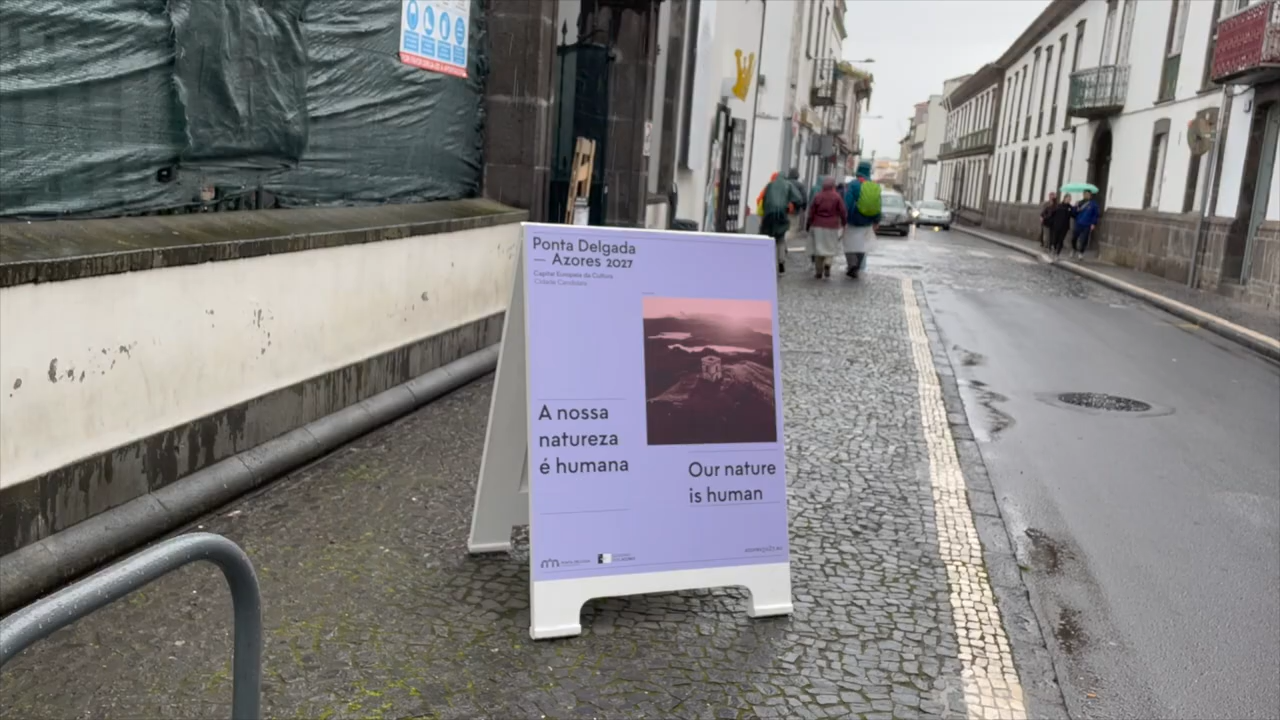 Ponta Delgada
— Azores 2027
Capital Europeia da Cultura
Cidade Candidata
A nossa
natureza
é humana
Our nature
is human